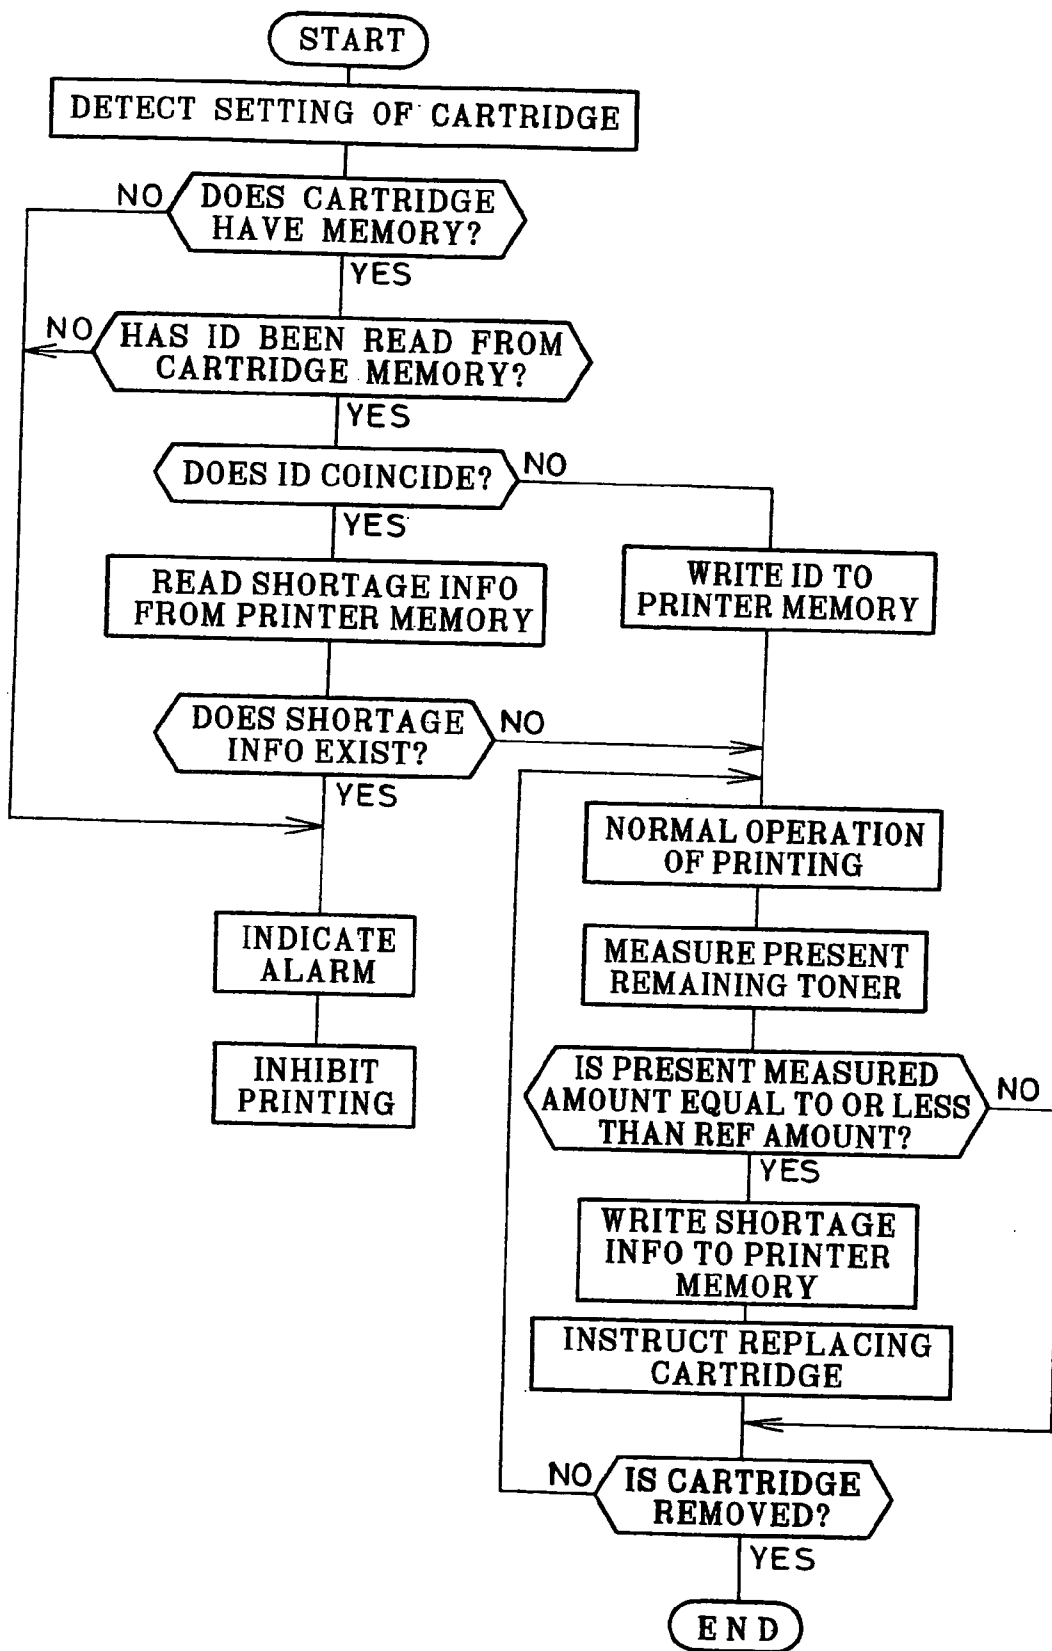 START
DETECT SETTING OF CARTRIDGE
NO
DOES CARTRIDGE
HAVE MEMORY?
YES
NO
HAS ID BEEN READ FROM
CARTRIDGE MEMORY?
YES
DOES ID COINCIDE?
NO
YES
READ SHORTAGE INFO
FROM PRINTER MEMORY
WRITE ID TO
PRINTER MEMORY
DOES SHORTAGE
INFO EXIST?
NO
YES
NORMAL OPERATION
OF PRINTING
INDICATE
ALARM
MEASURE PRESENT
REMAINING TONER
INHIBIT
PRINTING
IS PRESENT MEASURED
AMOUNT EQUAL TO OR LESS
THAN REF AMOUNT?
NO
YES
WRITE SHORTAGE
INFO TO PRINTER
MEMORY
INSTRUCT REPLACING
CARTRIDGE
NO
IS CARTRIDGE
REMOVED?
YES
END